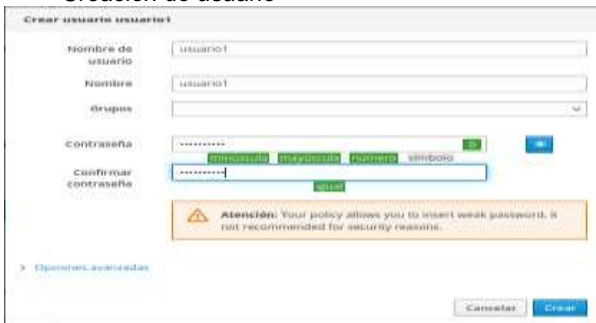 Creación de usuario
Crear usuario usuario1
Nombre de usuario
usuario1
Nombre
usuario1
Grupos
Contraseña
••••••••••
minúscula mayúscula número símbolo
Confirmar contraseña
••••••••••
igual
Atención: Your policy allows you to insert weak password, it
not recommended for security reasons.
Opciones avanzadas
Cancelar Crear